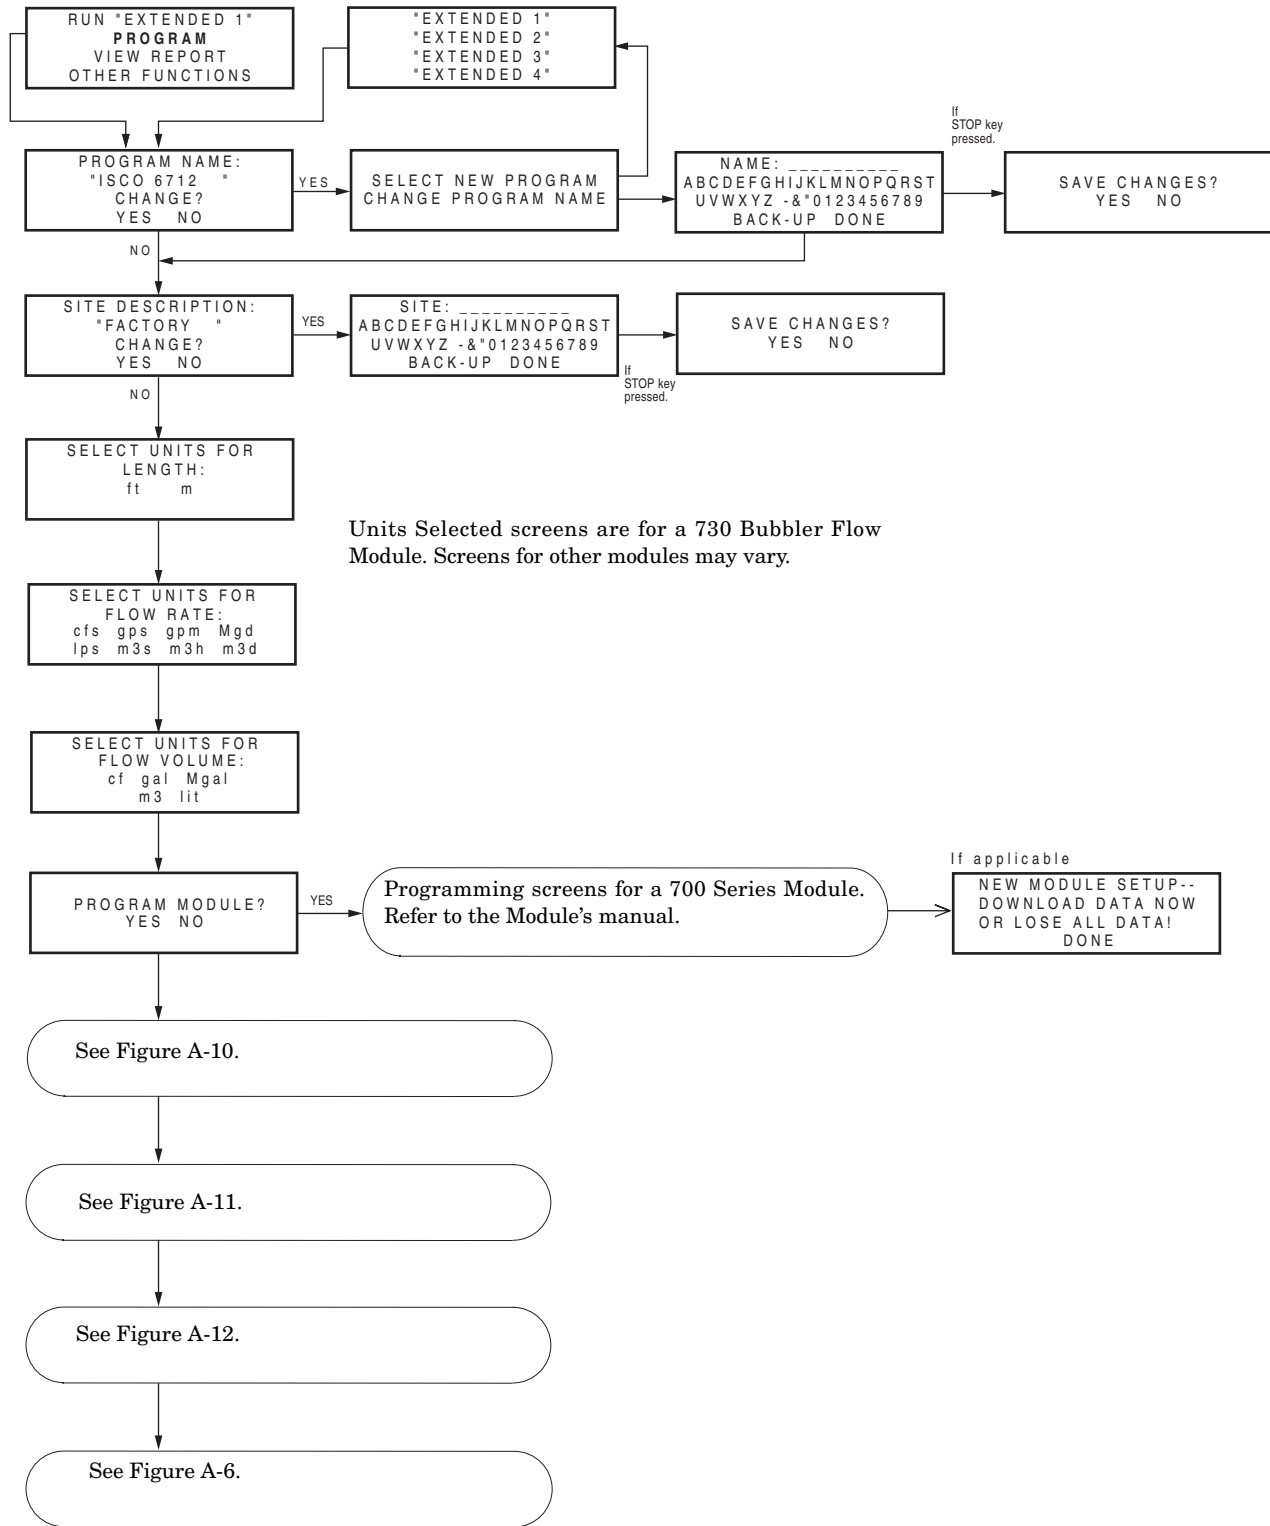 RUN "EXTENDED 1"
PROGRAM
VIEW REPORT
OTHER FUNCTIONS
"EXTENDED 1"
"EXTENDED 2"
"EXTENDED 3"
"EXTENDED 4"
If
STOP key
pressed.
PROGRAM NAME:
"ISCO 6712 "
CHANGE?
YES NO
YES
SELECT NEW PROGRAM
CHANGE PROGRAM NAME
NAME: _ _ _ _ _ _ _ _ _ _
ABCDEFGHIJKLMNOPQRST
UVWXYZ -&"0123456789
BACK-UP DONE
SAVE CHANGES?
YES NO
NO
SITE DESCRIPTION:
"FACTORY "
CHANGE?
YES NO
YES
SITE: _ _ _ _ _ _ _ _ _ _
ABCDEFGHIJKLMNOPQRST
UVWXYZ -&"0123456789
BACK-UP DONE
If
STOP key
pressed.
SAVE CHANGES?
YES NO
NO
SELECT UNITS FOR
LENGTH:
ft m
Units Selected screens are for a 730 Bubbler Flow
Module. Screens for other modules may vary.
SELECT UNITS FOR
FLOW RATE:
cfs gps gpm Mgd
lps m3s m3h m3d
SELECT UNITS FOR
FLOW VOLUME:
cf gal Mgal
m3 lit
PROGRAM MODULE?
YES NO
YES
Programming screens for a 700 Series Module.
Refer to the Module's manual.
If applicable
NEW MODULE SETUP--
DOWNLOAD DATA NOW
OR LOSE ALL DATA!
DONE
See Figure A-10.
See Figure A-11.
See Figure A-12.
See Figure A-6.